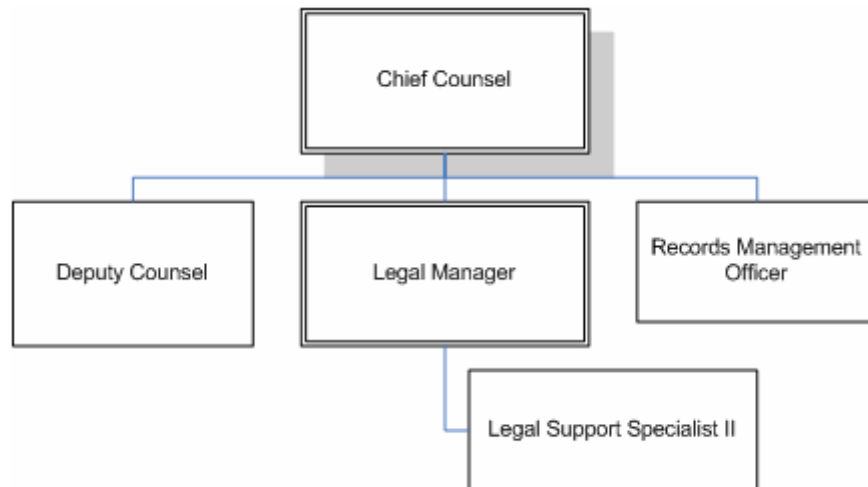 Chief Counsel
Deputy Counsel
Legal Manager
Records Management
Officer
Legal Support Specialist II